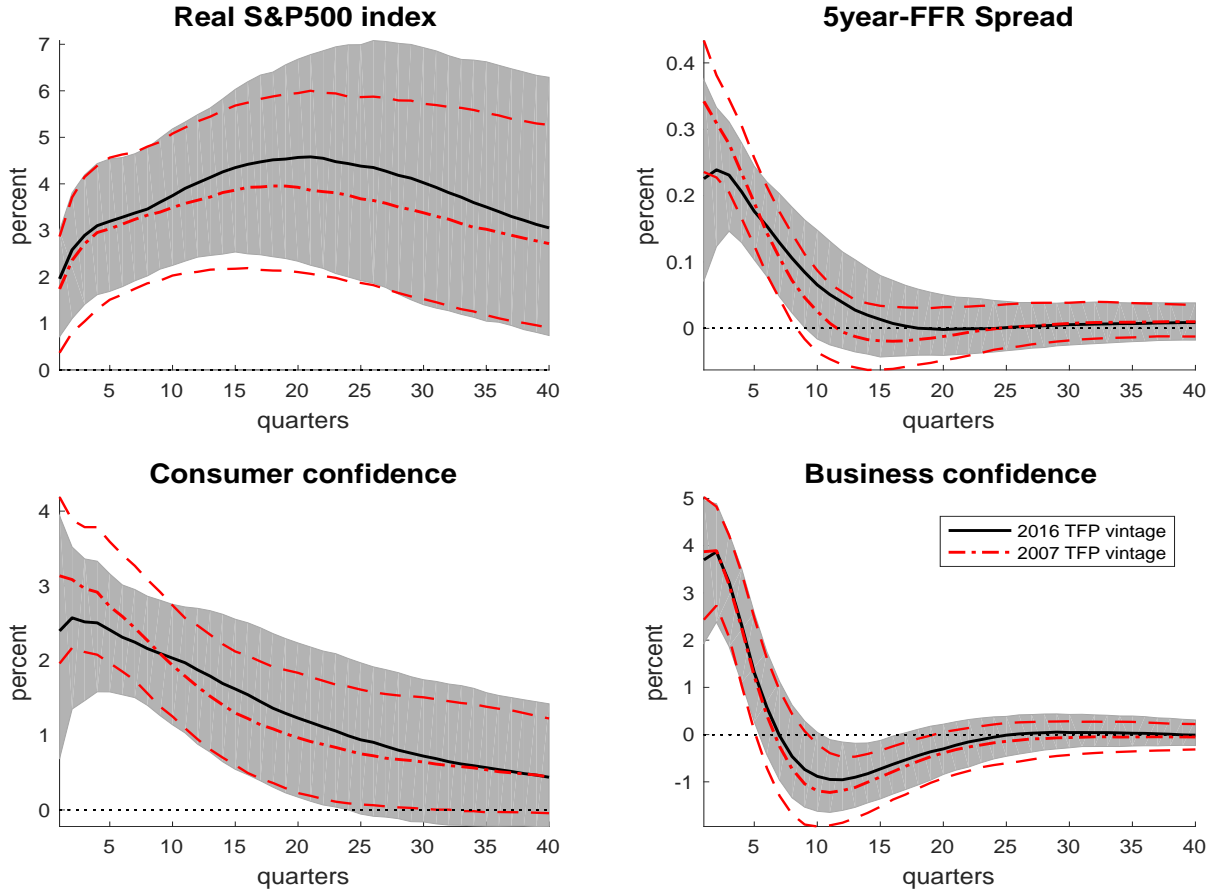 Real S&P500 index
7
6
5
4
3
2
1
0
percent
5 10 15 20 25 30 35 40
quarters
5year-FFR Spread
0.4
0.3
0.2
0.1
0
percent
5 10 15 20 25 30 35 40
quarters
Consumer confidence
4
3
2
1
0
percent
5 10 15 20 25 30 35 40
quarters
Business confidence
5
4
3
2
1
0
-1
percent
2016 TFP vintage
2007 TFP vintage
5 10 15 20 25 30 35 40
quarters